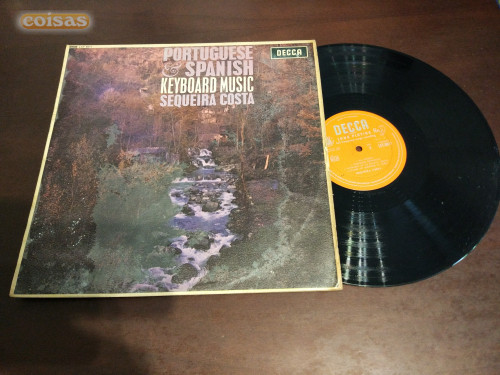 coisas
PORTUGUESE
& SPANISH
KEYBOARD MUSIC
SEQUEIRA COSTA
DECCA
DECCA